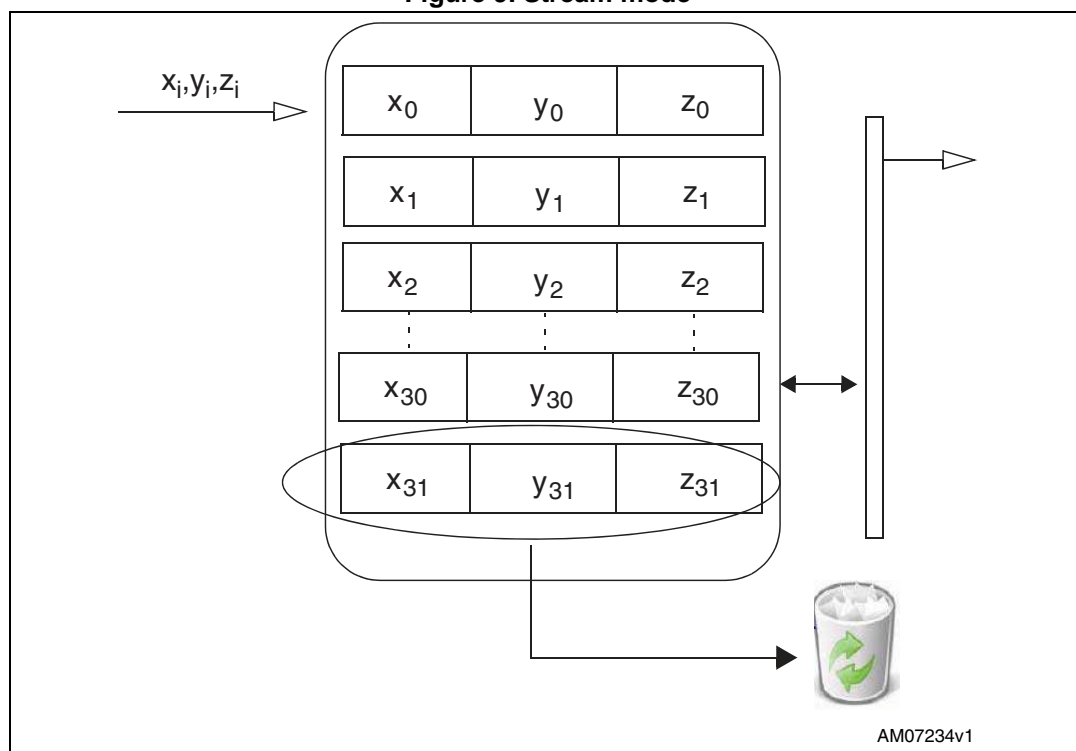 Figure Stream mode
xᵢ,yᵢ,zᵢ
x₀ y₀ z₀
x₁ y₁ z₁
x₂ y₂ z₂
x₃₀ y₃₀ z₃₀
x₃₁ y₃₁ z₃₁
AM07234v1